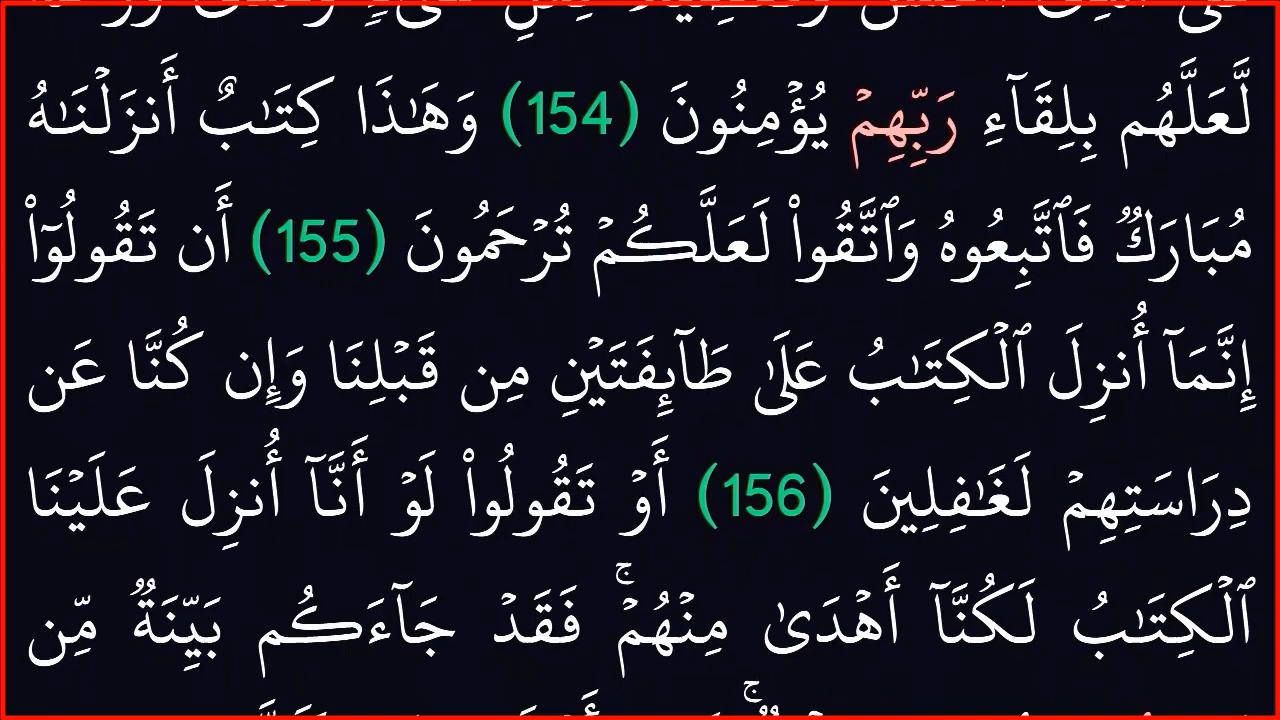 لَّعَلَّهُم بِلِقَآءِ رَبِّهِمۡ يُؤۡمِنُونَ (154) وَهَـٰذَا كِتَـٰبٌ أَنزَلۡنَـٰهُ
مُبَارَكٌ فَٱتَّبِعُوهُ وَٱتَّقُوا۟ لَعَلَّكُمۡ تُرۡحَمُونَ (155) أَن تَقُولُوٓا۟
إِنَّمَآ أُنزِلَ ٱلۡكِتَـٰبُ عَلَىٰ طَآئِفَتَيۡنِ مِن قَبۡلِنَا وَإِن كُنَّا عَن
دِرَاسَتِهِمۡ لَغَـٰفِلِينَ (156) أَوۡ تَقُولُوا۟ لَوۡ أَنَّآ أُنزِلَ عَلَيۡنَا
ٱلۡكِتَـٰبُ لَكُنَّآ أَهۡدَىٰ مِنۡهُمۡۚ فَقَدۡ جَآءَكُم بَيِّنَةٌ مِّن